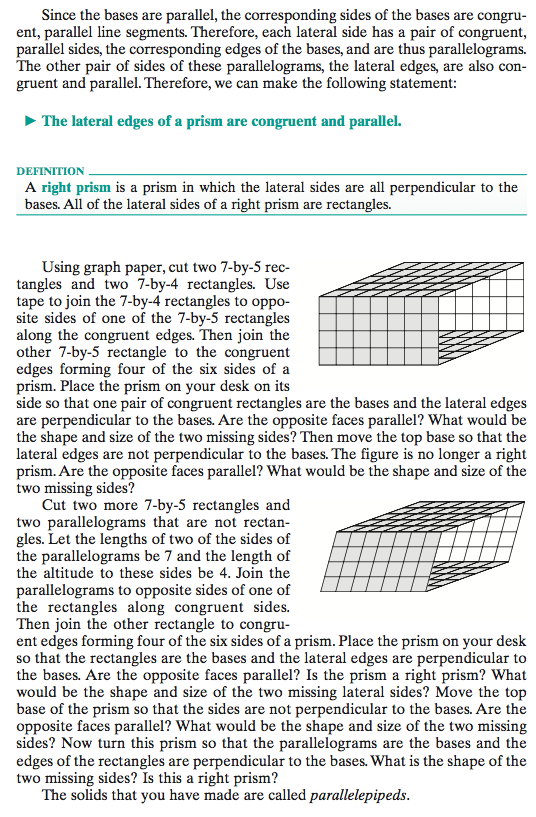 Since the bases are parallel, the corresponding sides of the bases are congru-
ent, parallel line segments. Therefore, each lateral side has a pair of congruent,
parallel sides, the corresponding edges of the bases, and are thus parallelograms.
The other pair of sides of these parallelograms, the lateral edges, are also con-
gruent and parallel. Therefore, we can make the following statement:
▶ The lateral edges of a prism are congruent and parallel.
DEFINITION
A right prism is a prism in which the lateral sides are all perpendicular to the
bases. All of the lateral sides of a right prism are rectangles.
Using graph paper, cut two 7-by-5 rec-
tangles and two 7-by-4 rectangles. Use
tape to join the 7-by-4 rectangles to oppo-
site sides of one of the 7-by-5 rectangles
along the congruent edges. Then join the
other 7-by-5 rectangle to the congruent
edges forming four of the six sides of a
prism. Place the prism on your desk on its
side so that one pair of congruent rectangles are the bases and the lateral edges
are perpendicular to the bases. Are the opposite faces parallel? What would be
the shape and size of the two missing sides? Then move the top base so that the
lateral edges are not perpendicular to the bases. The figure is no longer a right
prism. Are the opposite faces parallel? What would be the shape and size of the
two missing sides?
Cut two more 7-by-5 rectangles and
two parallelograms that are not rectan-
gles. Let the lengths of two of the sides of
the parallelograms be 7 and the length of
the altitude to these sides be 4. Join the
parallelograms to opposite sides of one of
the rectangles along congruent sides.
Then join the other rectangle to congru-
ent edges forming four of the six sides of a prism. Place the prism on your desk
so that the rectangles are the bases and the lateral edges are perpendicular to
the bases. Are the opposite faces parallel? Is the prism a right prism? What
would be the shape and size of the two missing lateral sides? Move the top
base of the prism so that the sides are not perpendicular to the bases. Are the
opposite faces parallel? What would be the shape and size of the two missing
sides? Now turn this prism so that the parallelograms are the bases and the
edges of the rectangles are perpendicular to the bases. What is the shape of the
two missing sides? Is this a right prism?
The solids that you have made are called parallelepipeds.